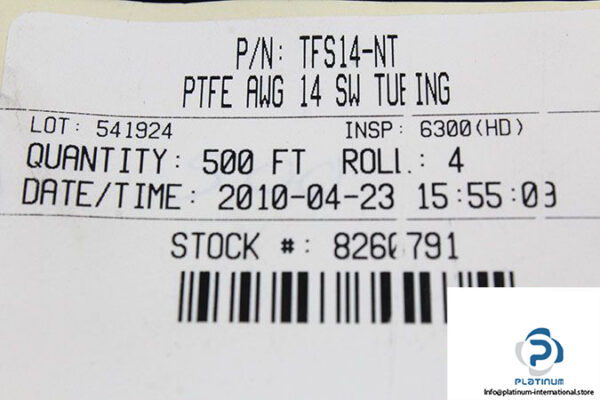 P/N: TFS14-NT
PTFE AWG 14 SW TUBING
LOT: 541924 INSP: 6300(HD)
QUANTITY: 500 FT ROLL: 4
DATE/TIME: 2010-04-23 15:55:03
STOCK #: 8260791
PLATINUM
Info@platinum-international.store